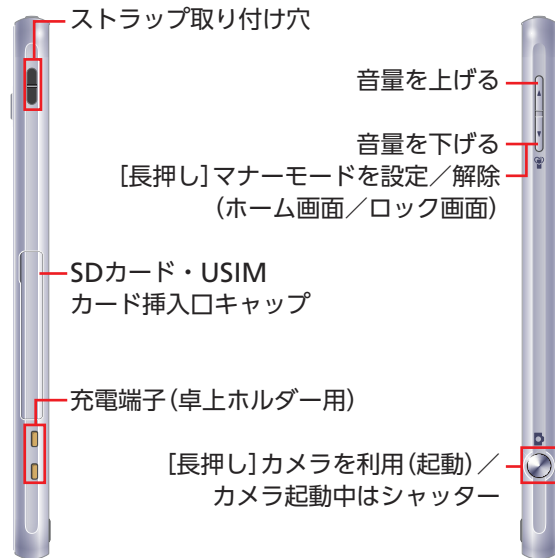 ストラップ取り付け穴
音量を上げる
音量を下げる
[長押し]マナーモードを設定／解除
(ホーム画面／ロック画面)
SDカード・USIM
カード挿入口キャップ
充電端子(卓上ホルダー用)
[長押し]カメラを利用(起動)／
カメラ起動中はシャッター